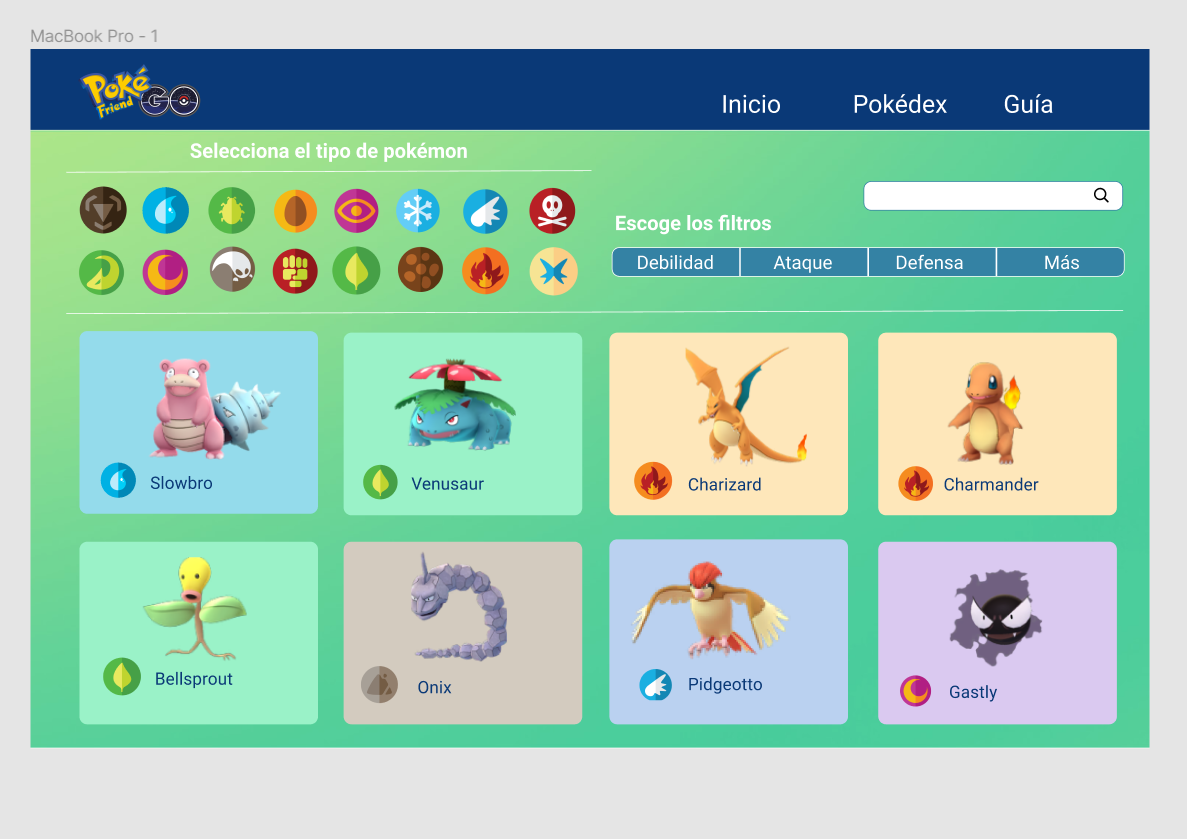 MacBook Pro - 1
Poké
Friend
GO
Inicio Pokédex Guía
Selecciona el tipo de pokémon
Escoge los filtros
Debilidad Ataque Defensa Más
Slowbro Venusaur Charizard Charmander
Bellsprout Onix Pidgeotto Gastly